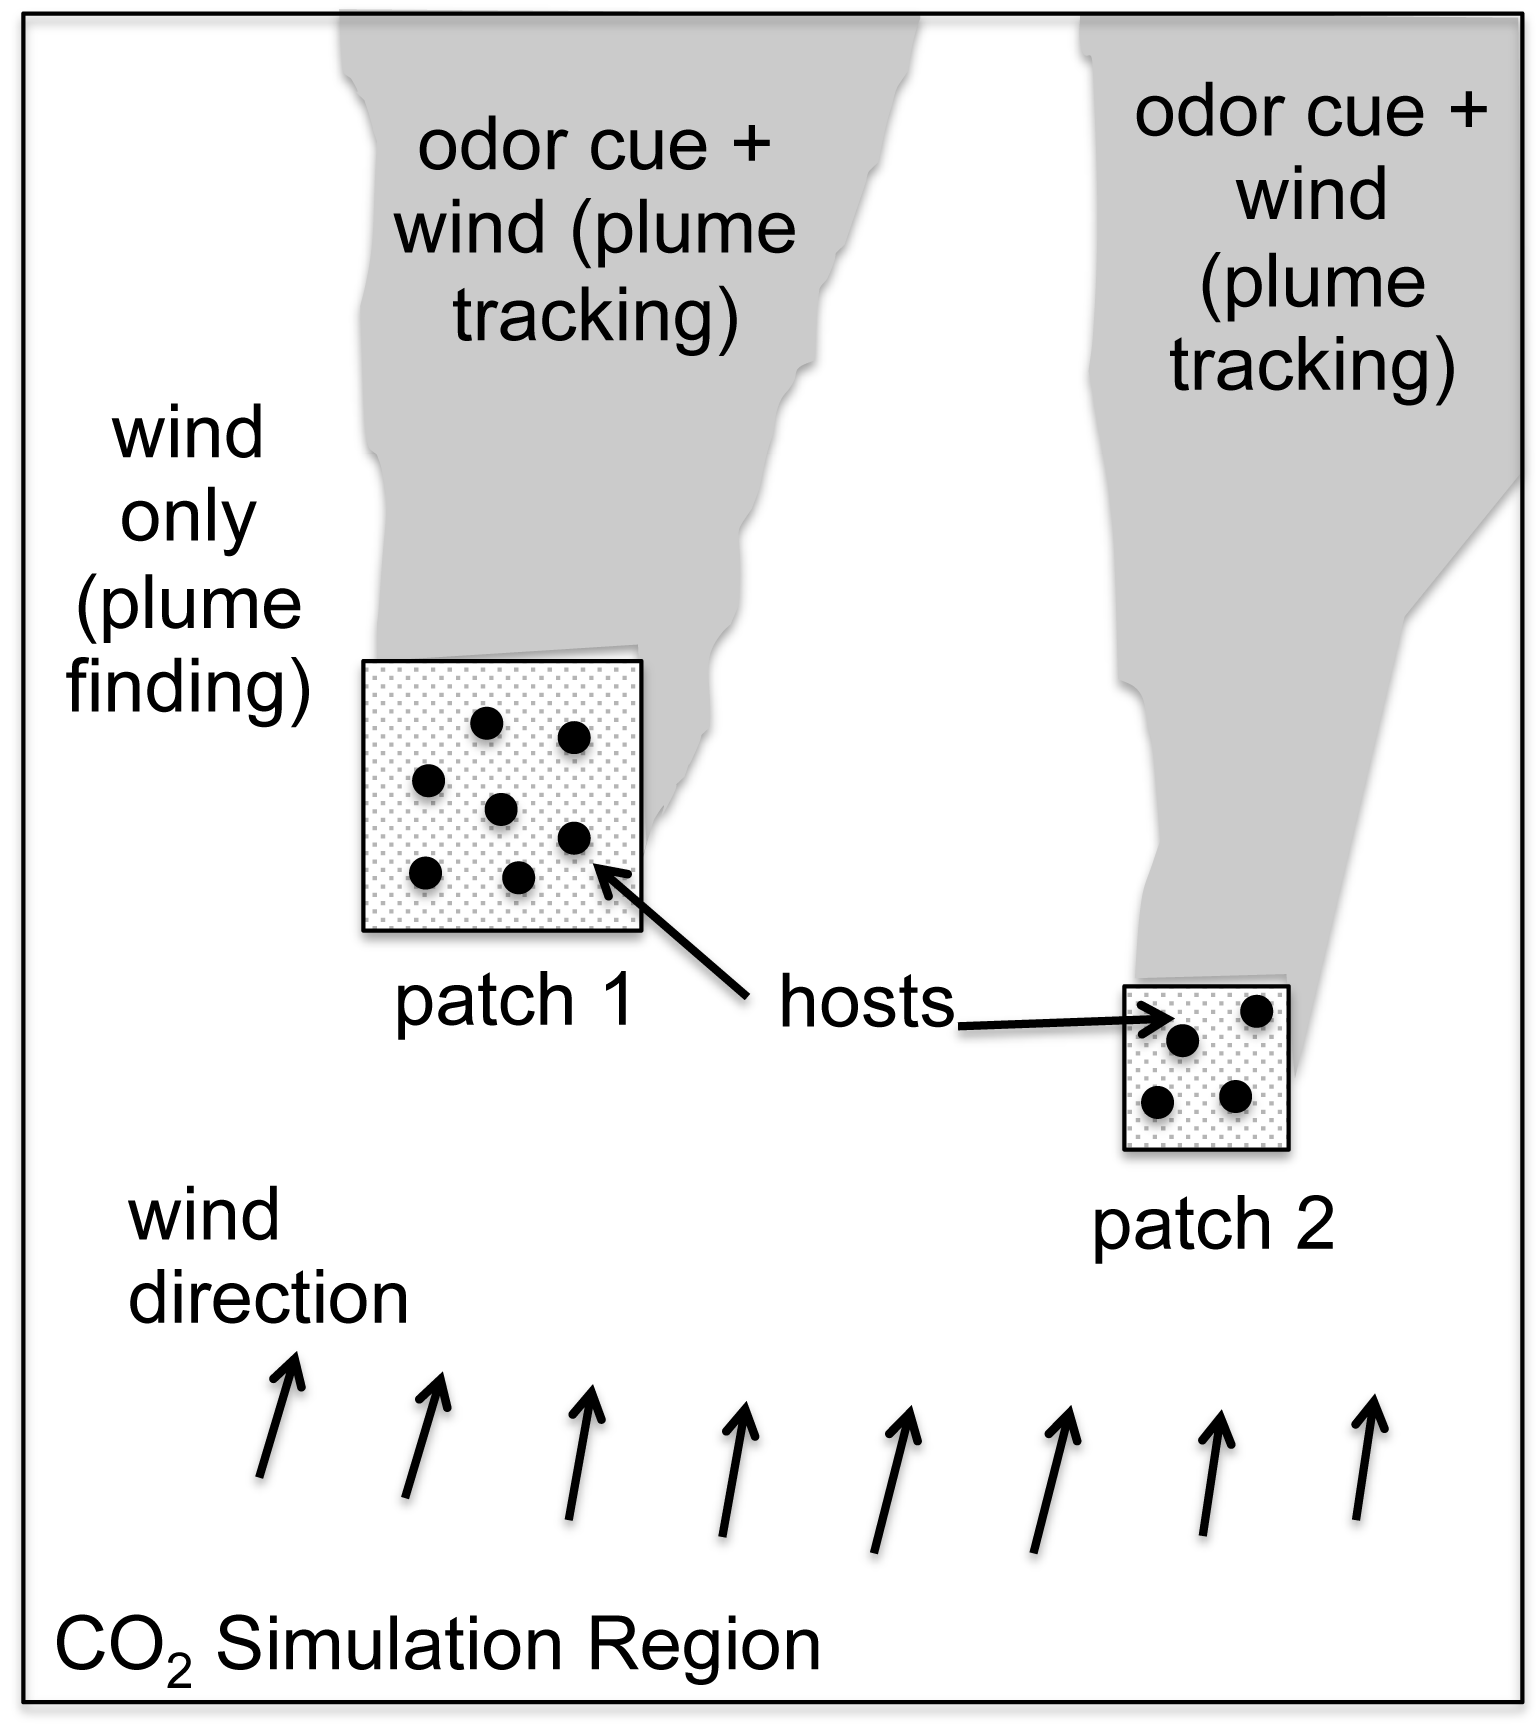 odor cue +
wind (plume
tracking)
odor cue +
wind
(plume
tracking)
wind
only
(plume
finding)
patch 1
hosts
patch 2
wind
direction
CO₂ Simulation Region